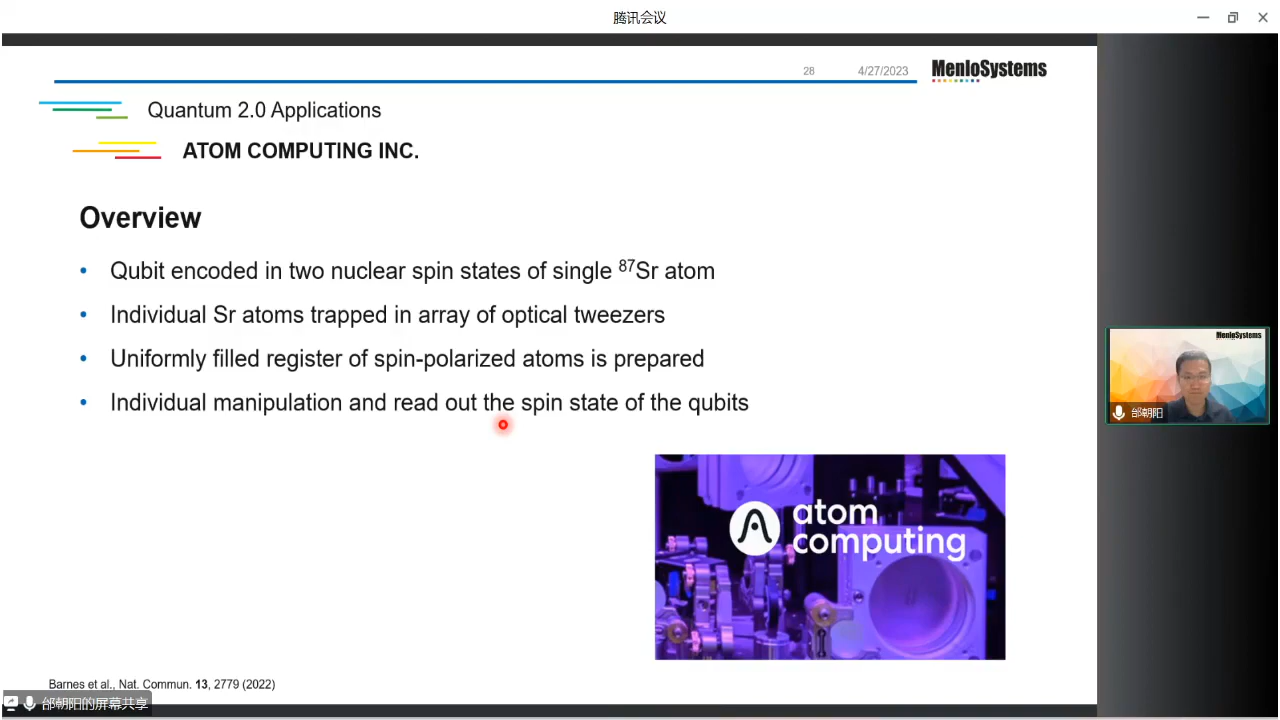 腾讯会议
28 4/27/2023 MenloSystems
Quantum 2.0 Applications
ATOM COMPUTING INC.
Overview
• Qubit encoded in two nuclear spin states of single ⁸⁷Sr atom
• Individual Sr atoms trapped in array of optical tweezers
• Uniformly filled register of spin-polarized atoms is prepared
• Individual manipulation and read out the spin state of the qubits
MenloSystems
邰朝阳
atom
computing
Barnes et al., Nat. Commun. 13, 2779 (2022)
邰朝阳的屏幕共享